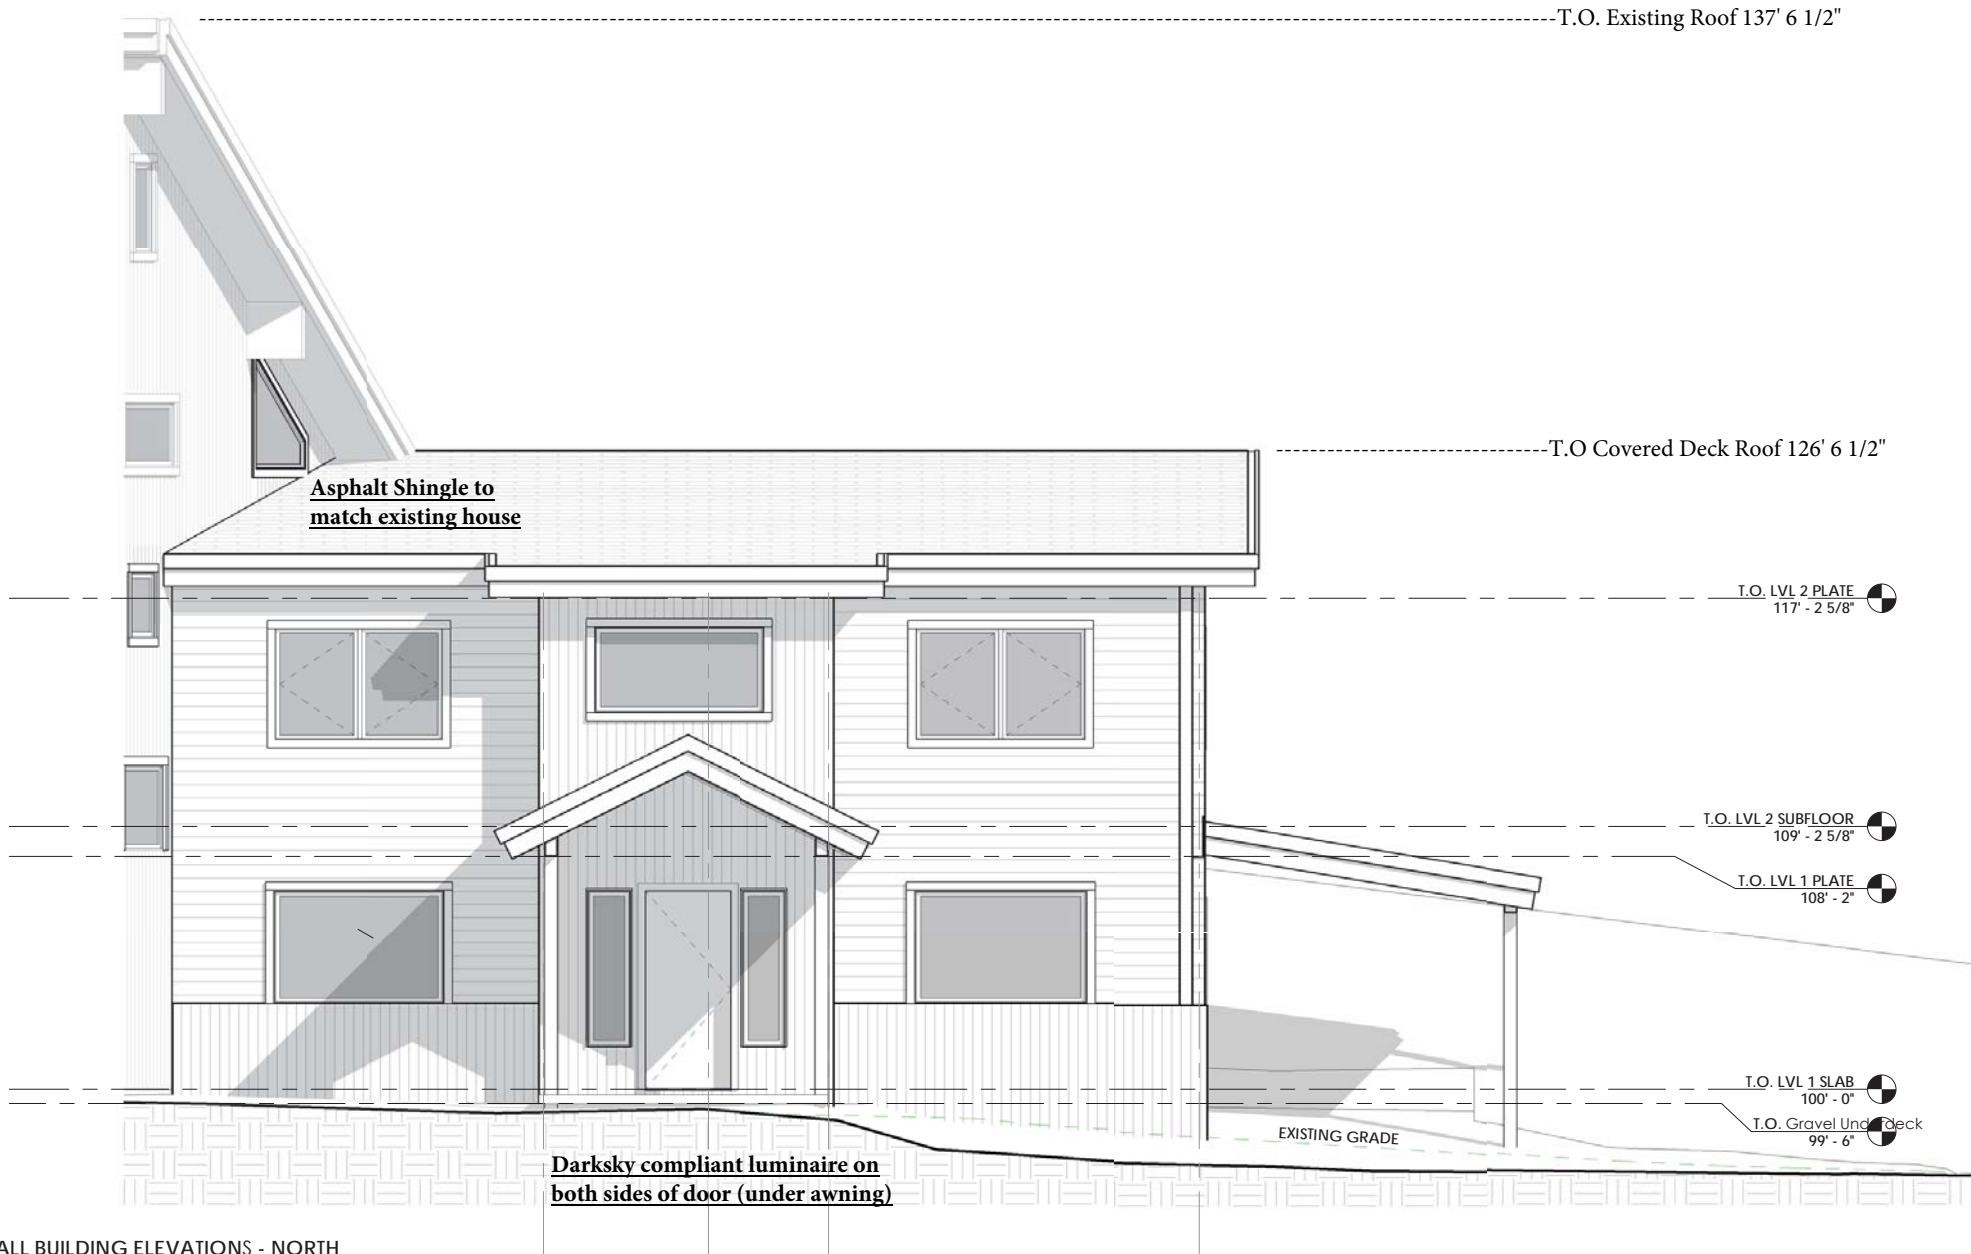 T.O. Existing Roof 137' 6 1/2"
T.O Covered Deck Roof 126' 6 1/2"
Asphalt Shingle to
match existing house
T.O. LVL 2 PLATE
117' - 2 5/8"
T.O. LVL 2 SUBFLOOR
109' - 2 5/8"
T.O. LVL 1 PLATE
108' - 2"
T.O. LVL 1 SLAB
100' - 0"
T.O. Gravel Underdeck
99' - 6"
EXISTING GRADE
Darksky compliant luminaire on
both sides of door (under awning)
ALL BUILDING ELEVATIONS - NORTH